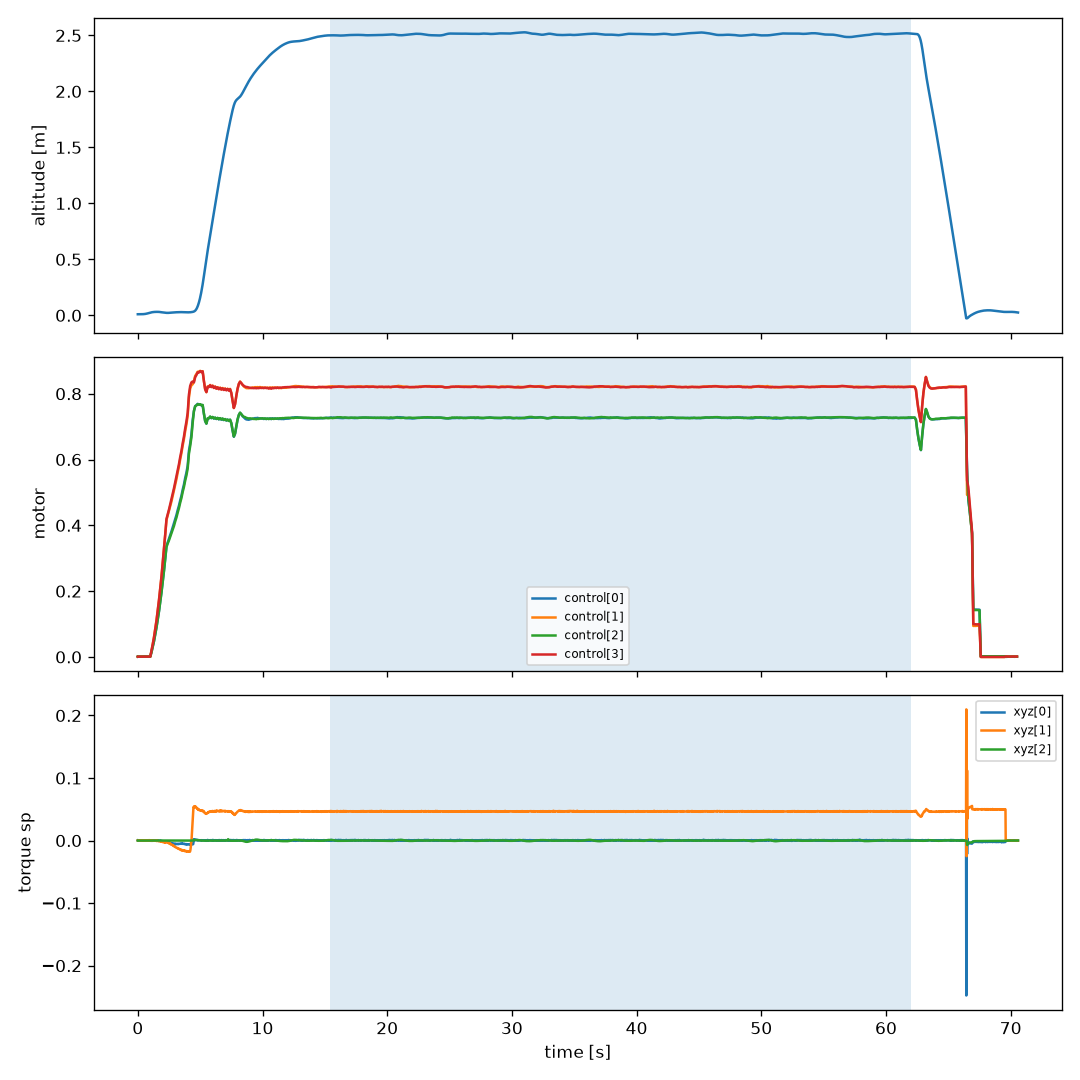 2.5
2.0
1.5
1.0
0.5
0.0
altitude [m]
0.8
0.6
0.4
0.2
0.0
motor
control[0]
control[1]
control[2]
control[3]
0.2
0.1
0.0
−0.1
−0.2
torque sp
xyz[0]
xyz[1]
xyz[2]
0 10 20 30 40 50 60 70
time [s]